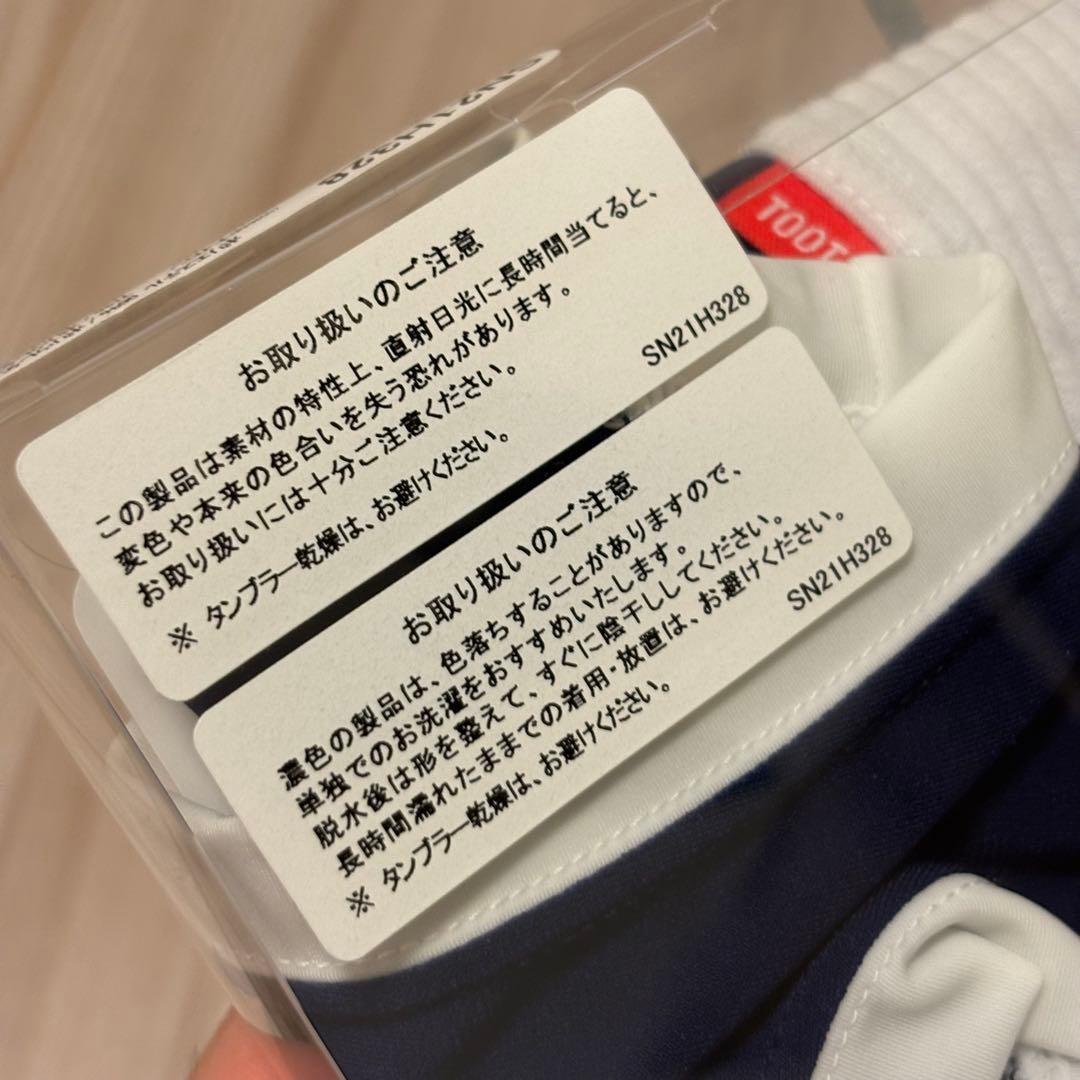 SN21H328
TOOT
お取り扱いのご注意
この製品は素材の特性上、直射日光に長時間当てると、
変色や本来の色合いを失う恐れがあります。
お取り扱いには十分ご注意ください。
※ タンブラー乾燥は、お避けください。
SN21H328
お取り扱いのご注意
濃色の製品は、色落ちすることがありますので、
単独でのお洗濯をおすすめいたします。
脱水後は形を整えて、すぐに陰干ししてください。
長時間濡れたままでの着用・放置は、お避けください。
※ タンブラー乾燥は、お避けください。
SN21H328